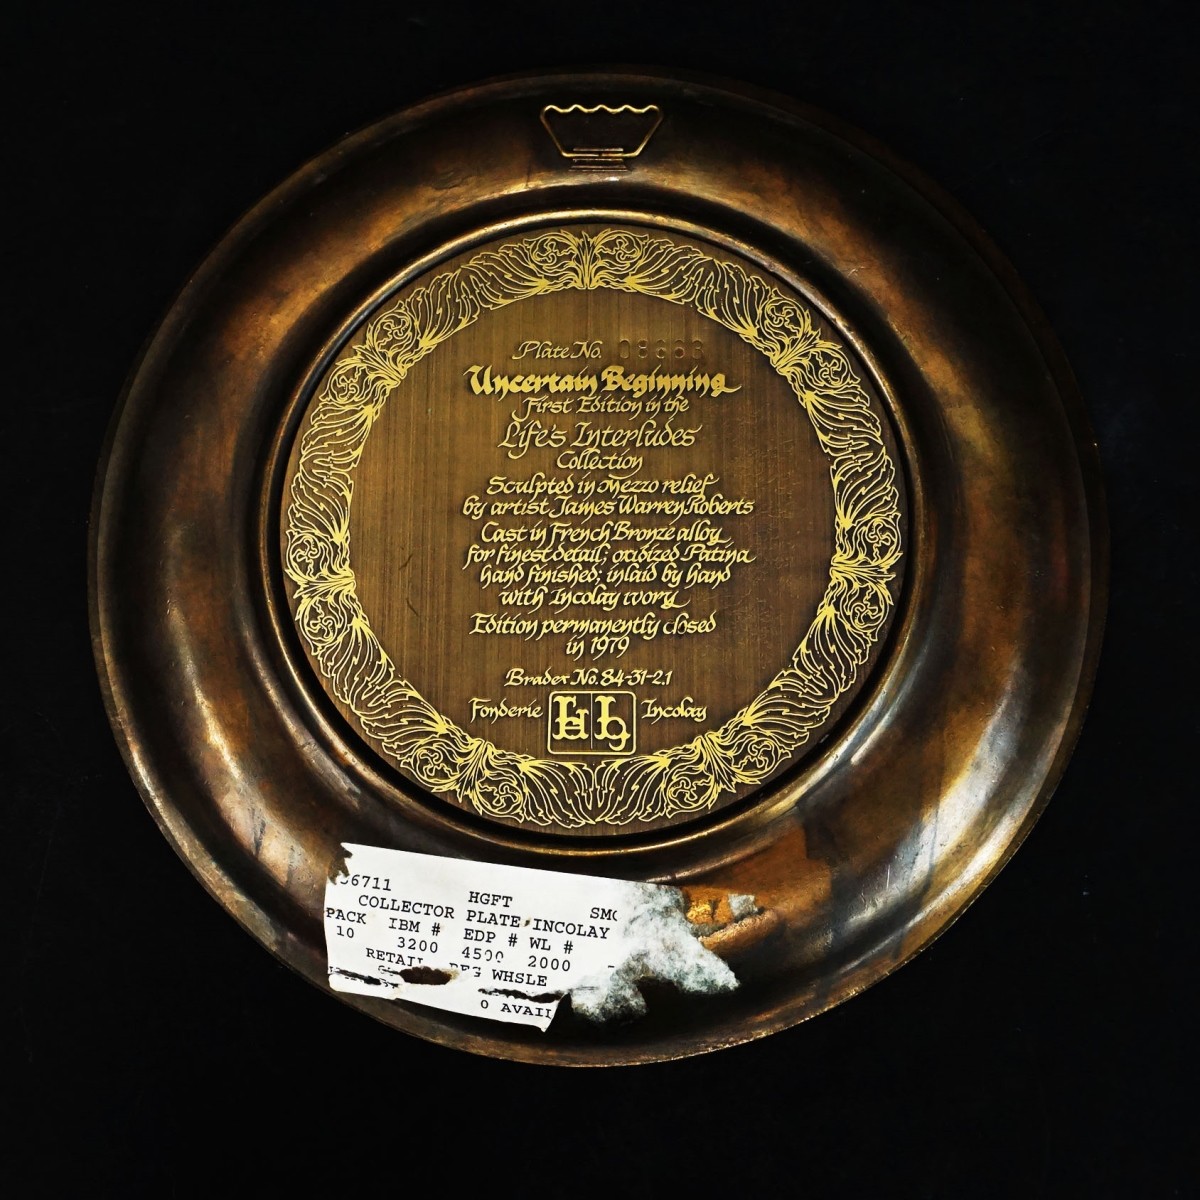 Plate No.
Uncertain Beginning
First Edition in the
Life's Interludes
Collection
Sculpted in Mezzo relief
by artist James Warren Roberts
Cast in French Bronze alloy
for finest detail; oxidized Patina
hand finished; inlaid by hand
with Incolay ivory
Edition permanently closed
in 1979
Bradex No. 84-31-2.1
Fonderie Incolay
56711 HGFT
COLLECTOR PLATE INCOLAY
PACK IBM # EDP # WL #
10 3200 2000
RETAIL WHSLE
0